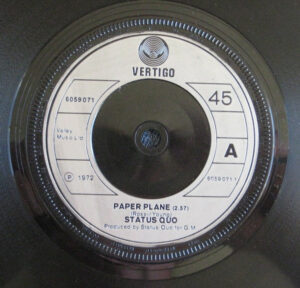 VERTIGO
6059071
45
Valley
Music Ltd
A
P 1972
6059071 1
PAPER PLANE (2.57)
(Rossi-Young)
STATUS QUO
Produced by Status Quo for G.M